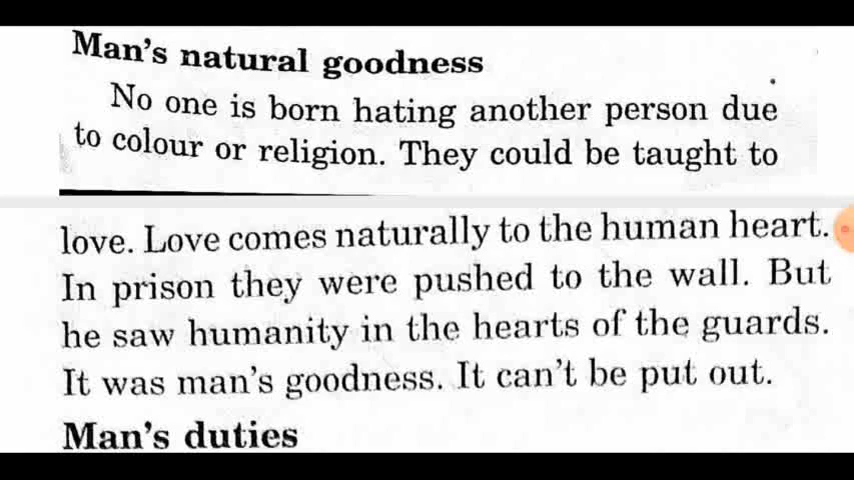 Man's natural goodness
No one is born hating another person due
to colour or religion. They could be taught to
love. Love comes naturally to the human heart.
In prison they were pushed to the wall. But
he saw humanity in the hearts of the guards.
It was man's goodness. It can't be put out.
Man's duties